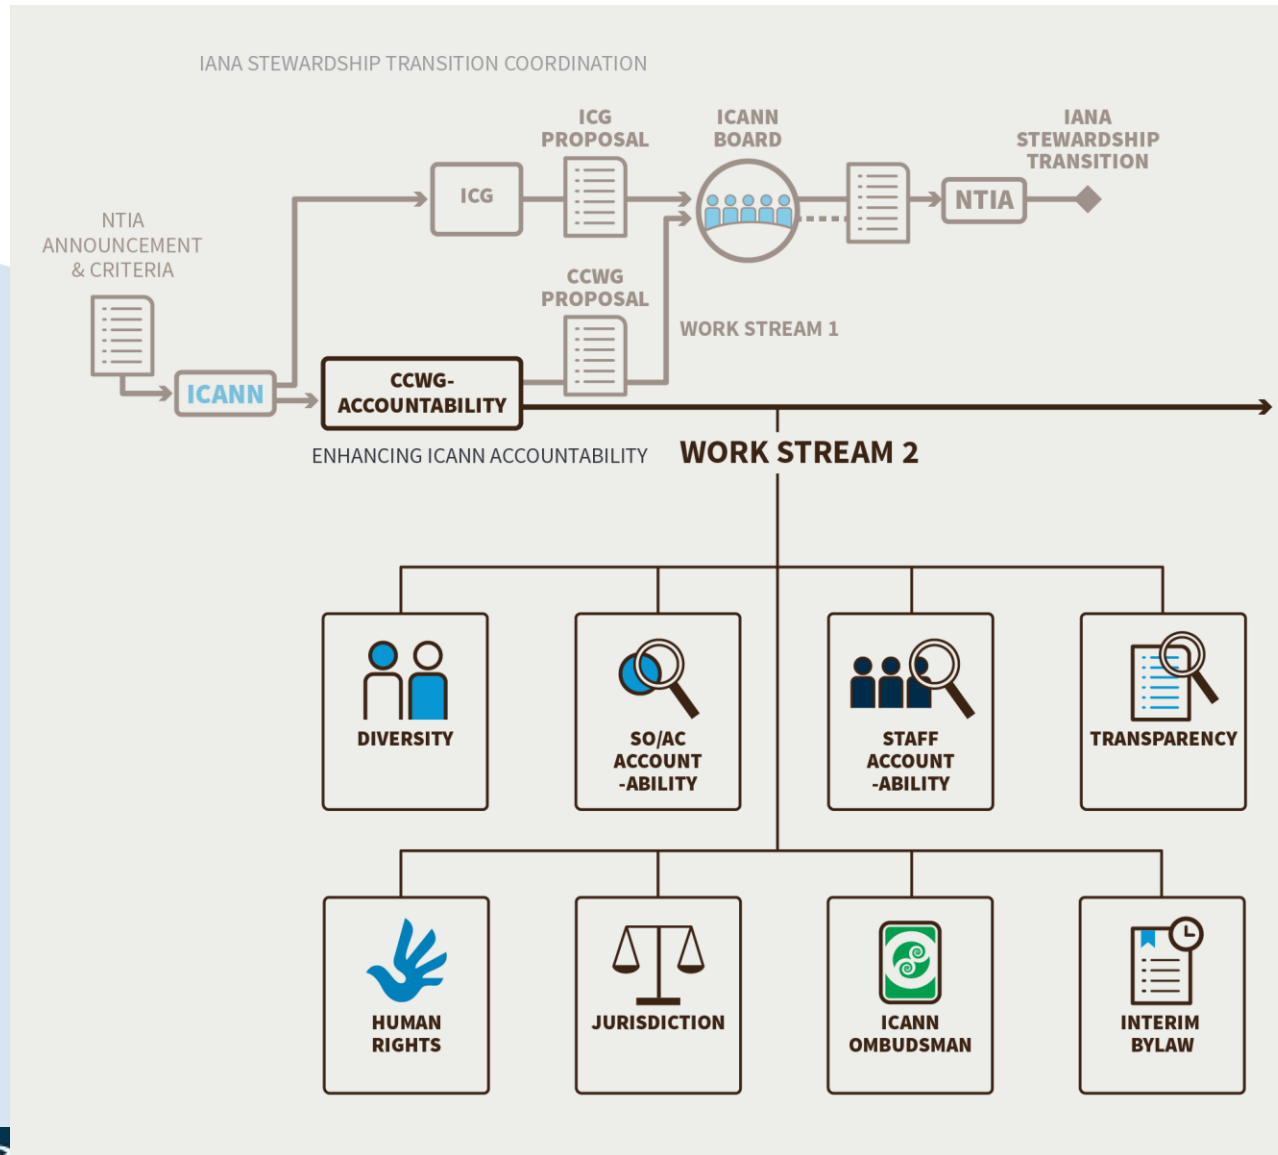 IANA STEWARDSHIP TRANSITION COORDINATION
ICG
PROPOSAL
ICANN
BOARD
IANA
STEWARDSHIP
TRANSITION
ICG
NTIA
NTIA
ANNOUNCEMENT
& CRITERIA
CCWG
PROPOSAL
WORK STREAM 1
ICANN
CCWG-
ACCOUNTABILITY
ENHANCING ICANN ACCOUNTABILITY
WORK STREAM 2
DIVERSITY
SO/AC
ACCOUNT
-ABILITY
STAFF
ACCOUNT
-ABILITY
TRANSPARENCY
HUMAN
RIGHTS
JURISDICTION
ICANN
OMBUDSMAN
INTERIM
BYLAW